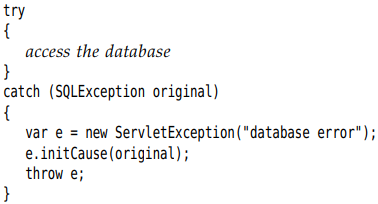 try
{
   access the database
}
catch (SQLException original)
{
   var e = new ServletException("database error");
   e.initCause(original);
   throw e;
}